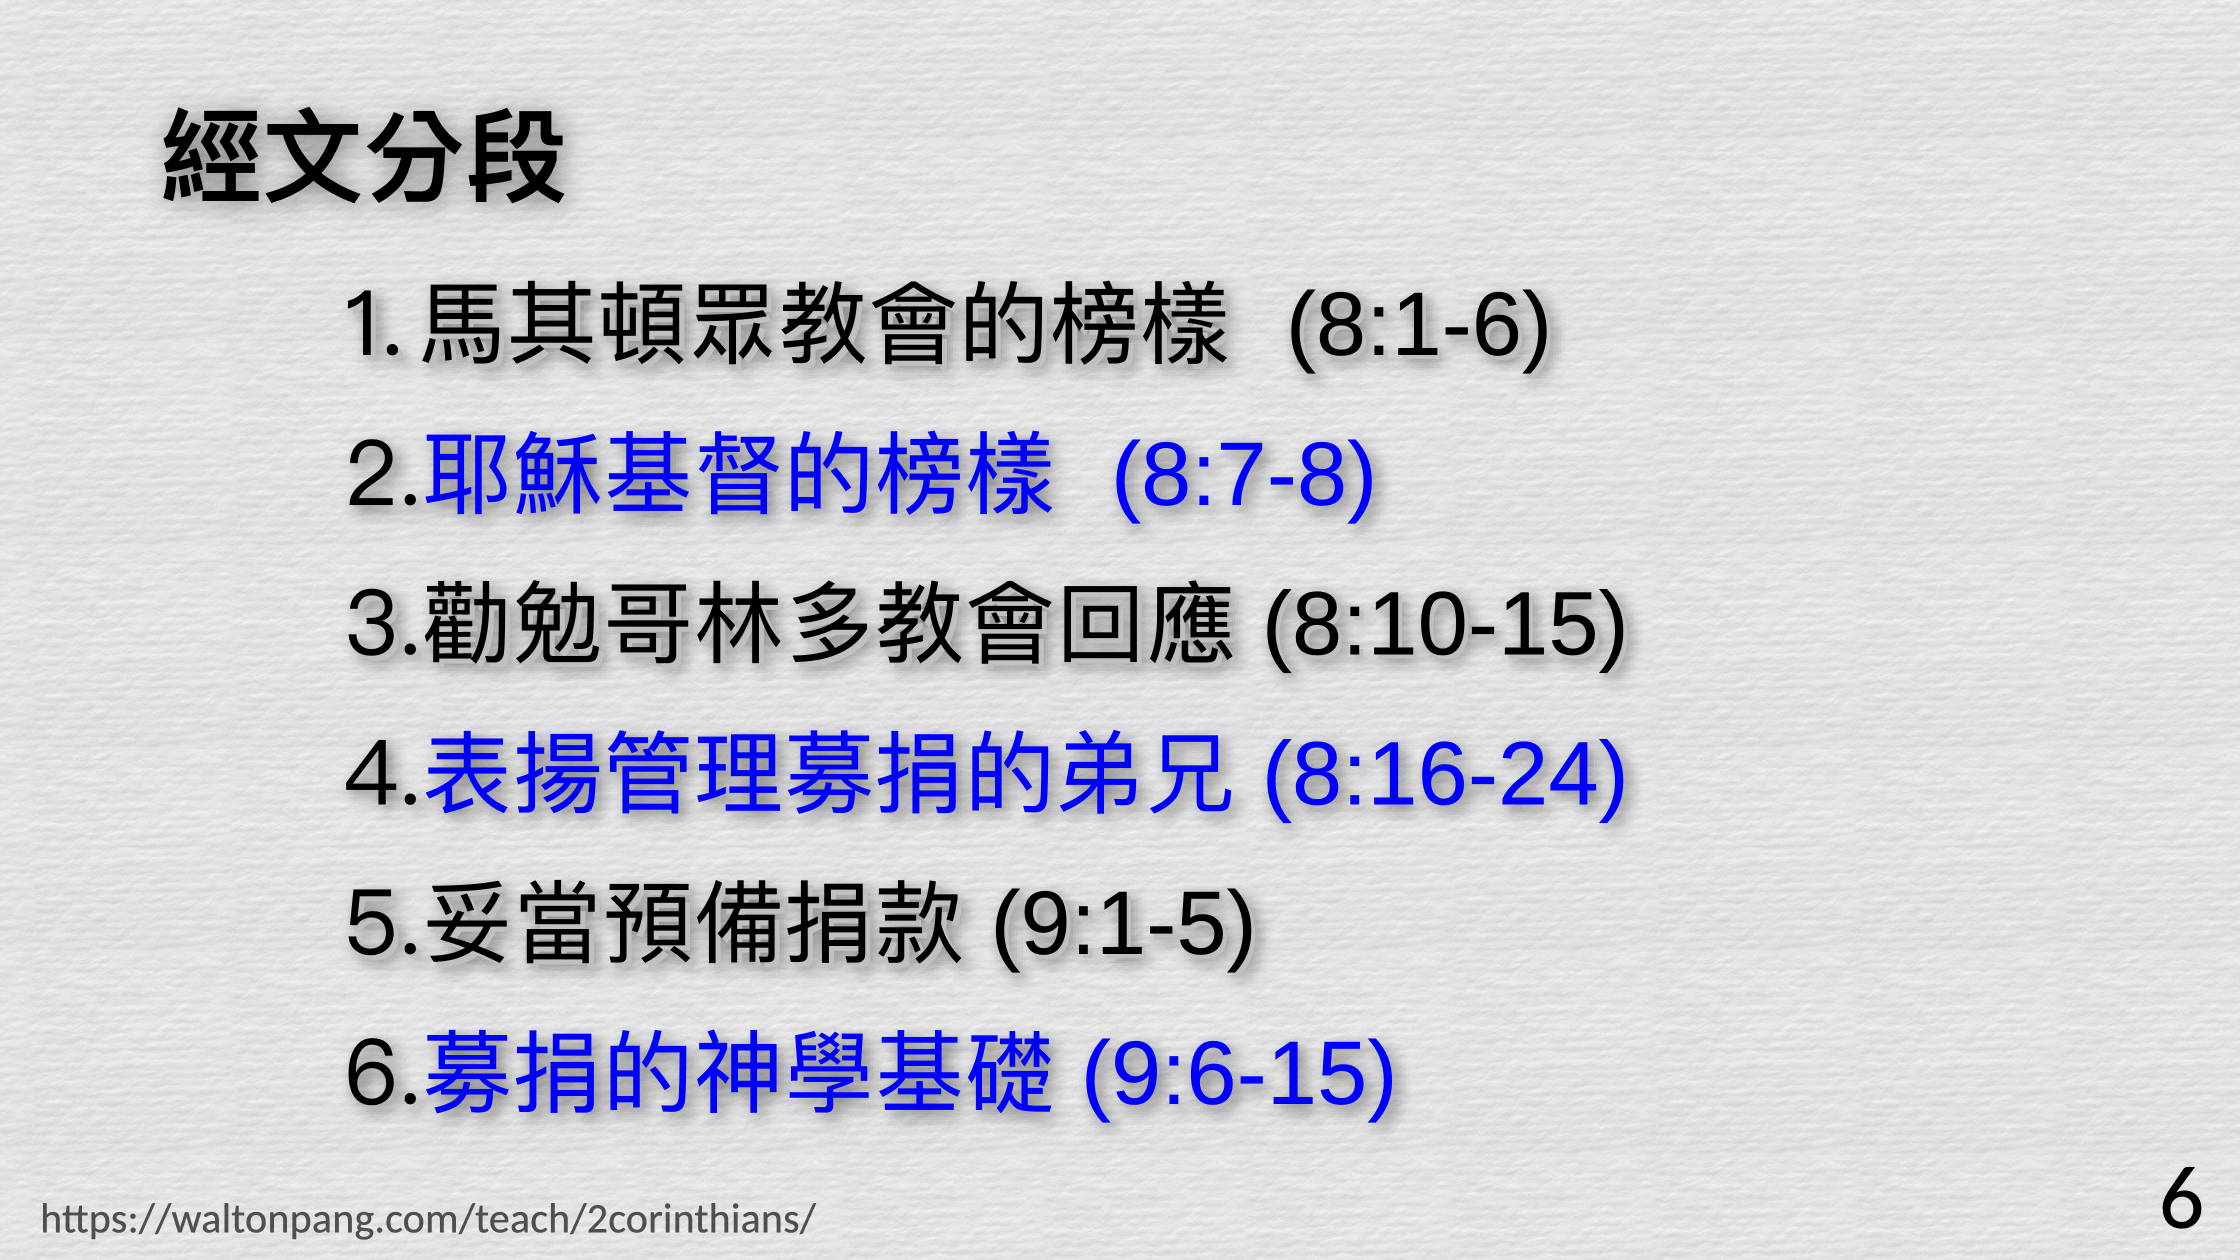 經文分段
1. 馬其頓眾教會的榜樣 (8:1-6)
2.耶穌基督的榜樣 (8:7-8)
3.勸勉哥林多教會回應 (8:10-15)
4.表揚管理募捐的弟兄 (8:16-24)
5.妥當預備捐款 (9:1-5)
6.募捐的神學基礎 (9:6-15)
https://waltonpang.com/teach/2corinthians/
6